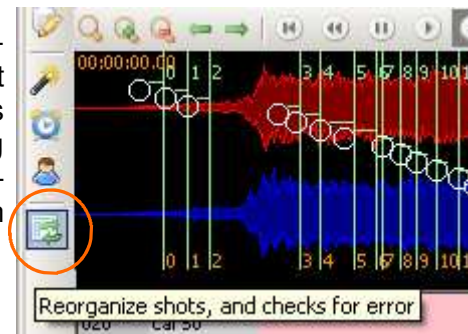 00:00:00.00
0 1 2 3 4 5 6 7 8 9 10
t
s
0 1 2 3 4 5 6 7 8 9 10
Reorganize shots, and checks for error
020 Cal 50